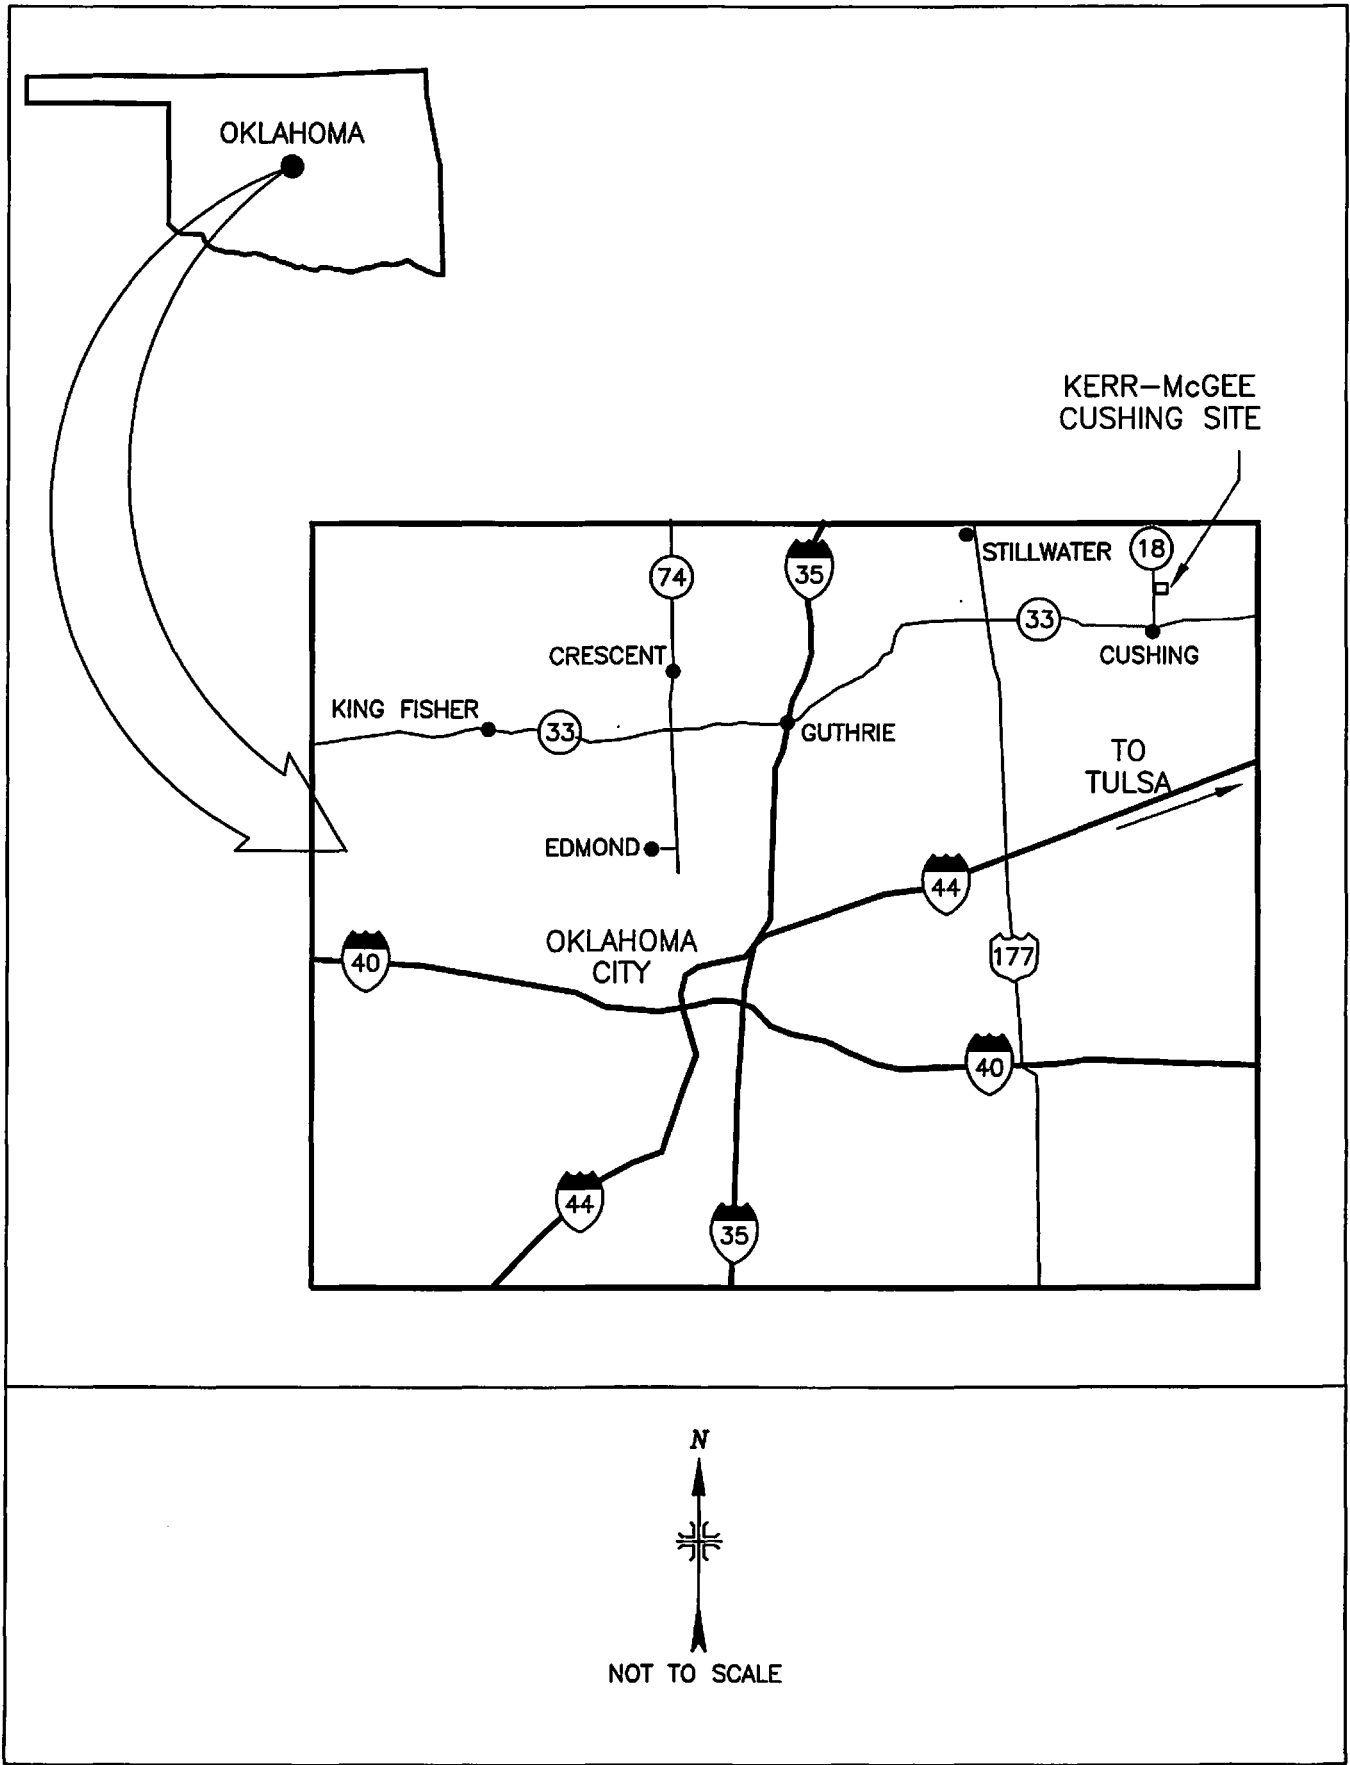 OKLAHOMA
KERR-McGEE
CUSHING SITE
STILLWATER
18
35
74
33
CRESCENT
CUSHING
KING FISHER
33
GUTHRIE
TO
TULSA
EDMOND
44
OKLAHOMA
CITY
40
177
40
44
35
N
NOT TO SCALE